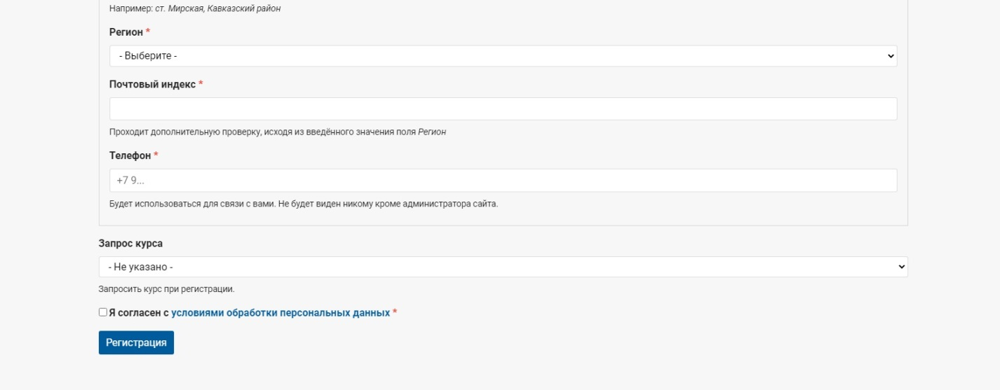 Например: ст. Мирская, Кавказский район
Регион *
- Выберите -
Почтовый индекс *
Проходит дополнительную проверку, исходя из введённого значения поля Регион
Телефон *
+7 9...
Будет использоваться для связи с вами. Не будет виден никому кроме администратора сайта.
Запрос курса
- Не указано -
Запросить курс при регистрации.
Я согласен с условиями обработки персональных данных *
Регистрация